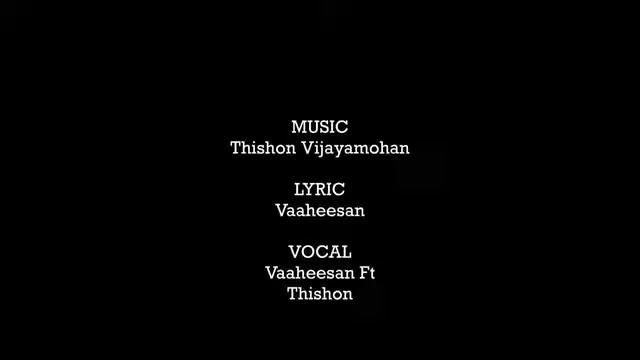 MUSIC
Thishon Vijayamohan
LYRIC
Vaaheesan
VOCAL
Vaaheesan Ft
Thishon